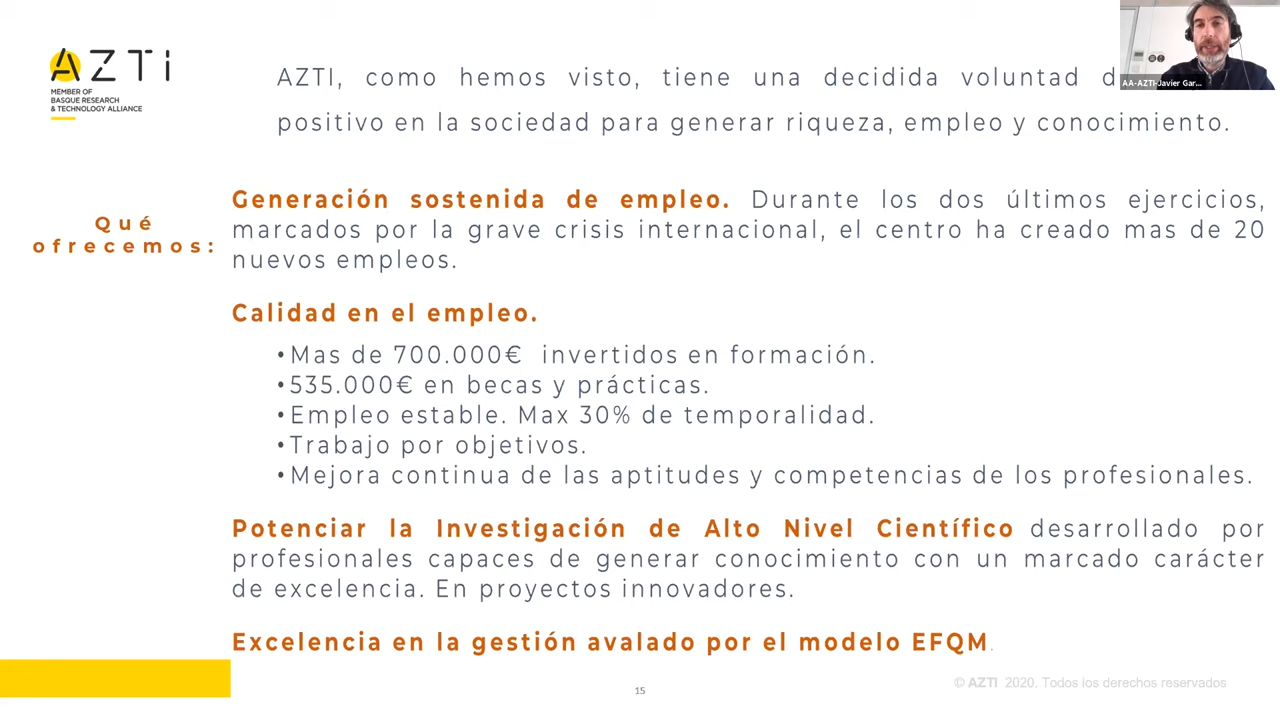 AZTi
MEMBER OF
BASQUE RESEARCH
& TECHNOLOGY ALLIANCE
AZTI, como hemos visto, tiene una decidida voluntad
positivo en la sociedad para generar riqueza, empleo y conocimiento.
AA-AZTI-Javier Gar...
Qué
ofrecemos:
Generación sostenida de empleo. Durante los dos últimos ejercicios,
marcados por la grave crisis internacional, el centro ha creado mas de 20
nuevos empleos.
Calidad en el empleo.
•Mas de 700.000€ invertidos en formación.
•535.000€ en becas y prácticas.
•Empleo estable. Max 30% de temporalidad.
•Trabajo por objetivos.
•Mejora continua de las aptitudes y competencias de los profesionales.
Potenciar la Investigación de Alto Nivel Científico desarrollado por
profesionales capaces de generar conocimiento con un marcado carácter
de excelencia. En proyectos innovadores.
Excelencia en la gestión avalado por el modelo EFQM.
15
© AZTI 2020. Todos los derechos reservados